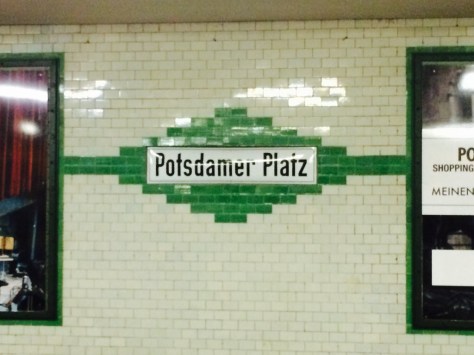 Potsdamer Platz
PO
SHOPPING
MEINEN